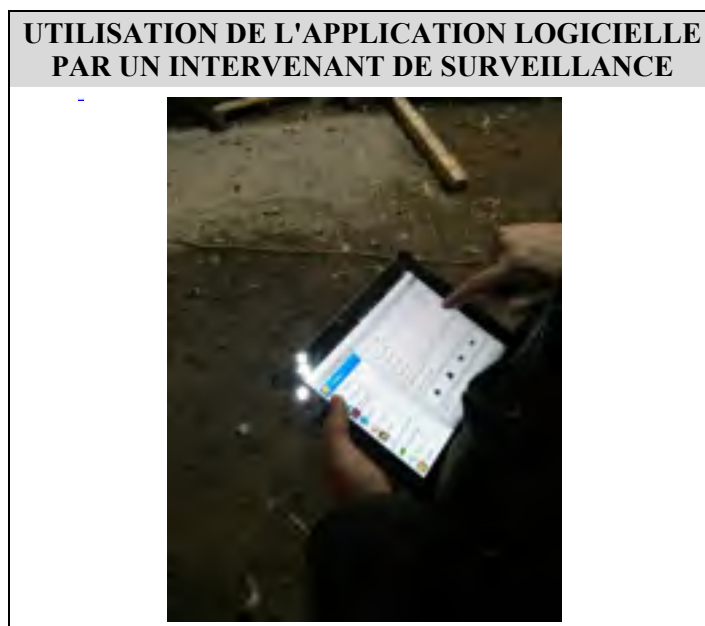 UTILISATION DE L'APPLICATION LOGICIELLE
PAR UN INTERVENANT DE SURVEILLANCE